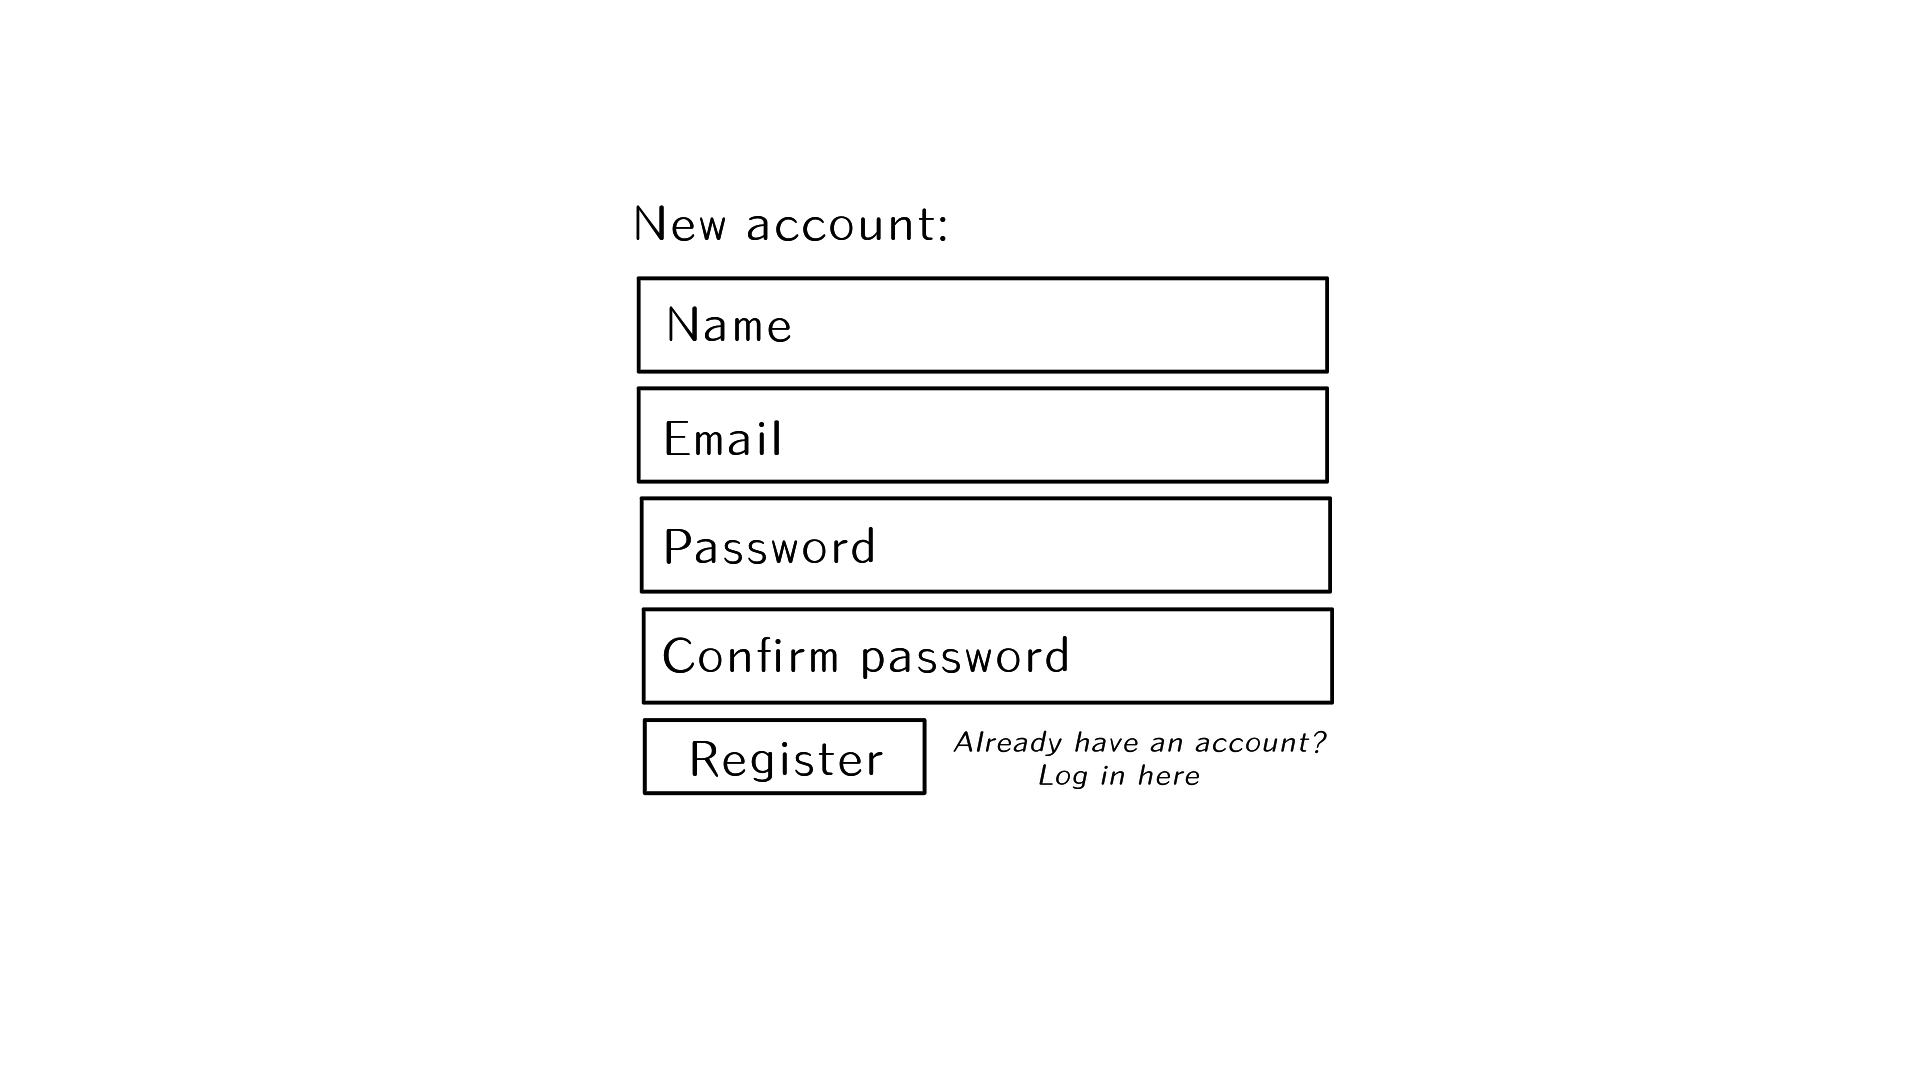 New account:
Name
Email
Password
Confirm password
Register
Already have an account?
Log in here